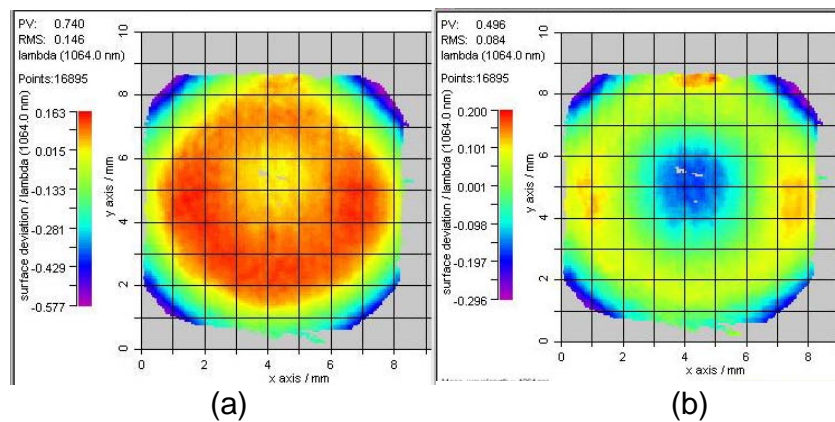 PV: 0.740
RMS: 0.146
lambda (1064.0 nm)
Points:16895
surface deviation / lambda (1064.0 nm)
0.163
0.015
-0.133
-0.281
-0.429
-0.577
y axis / mm
10
8
6
4
2
0
0 2 4 6 8
x axis / mm
(a)
PV: 0.496
RMS: 0.084
lambda (1064.0 nm)
Points:16895
surface deviation / lambda (1064.0 nm)
0.200
0.101
0.001
-0.098
-0.197
-0.296
y axis / mm
10
8
6
4
2
0
0 2 4 6 8
x axis / mm
(b)